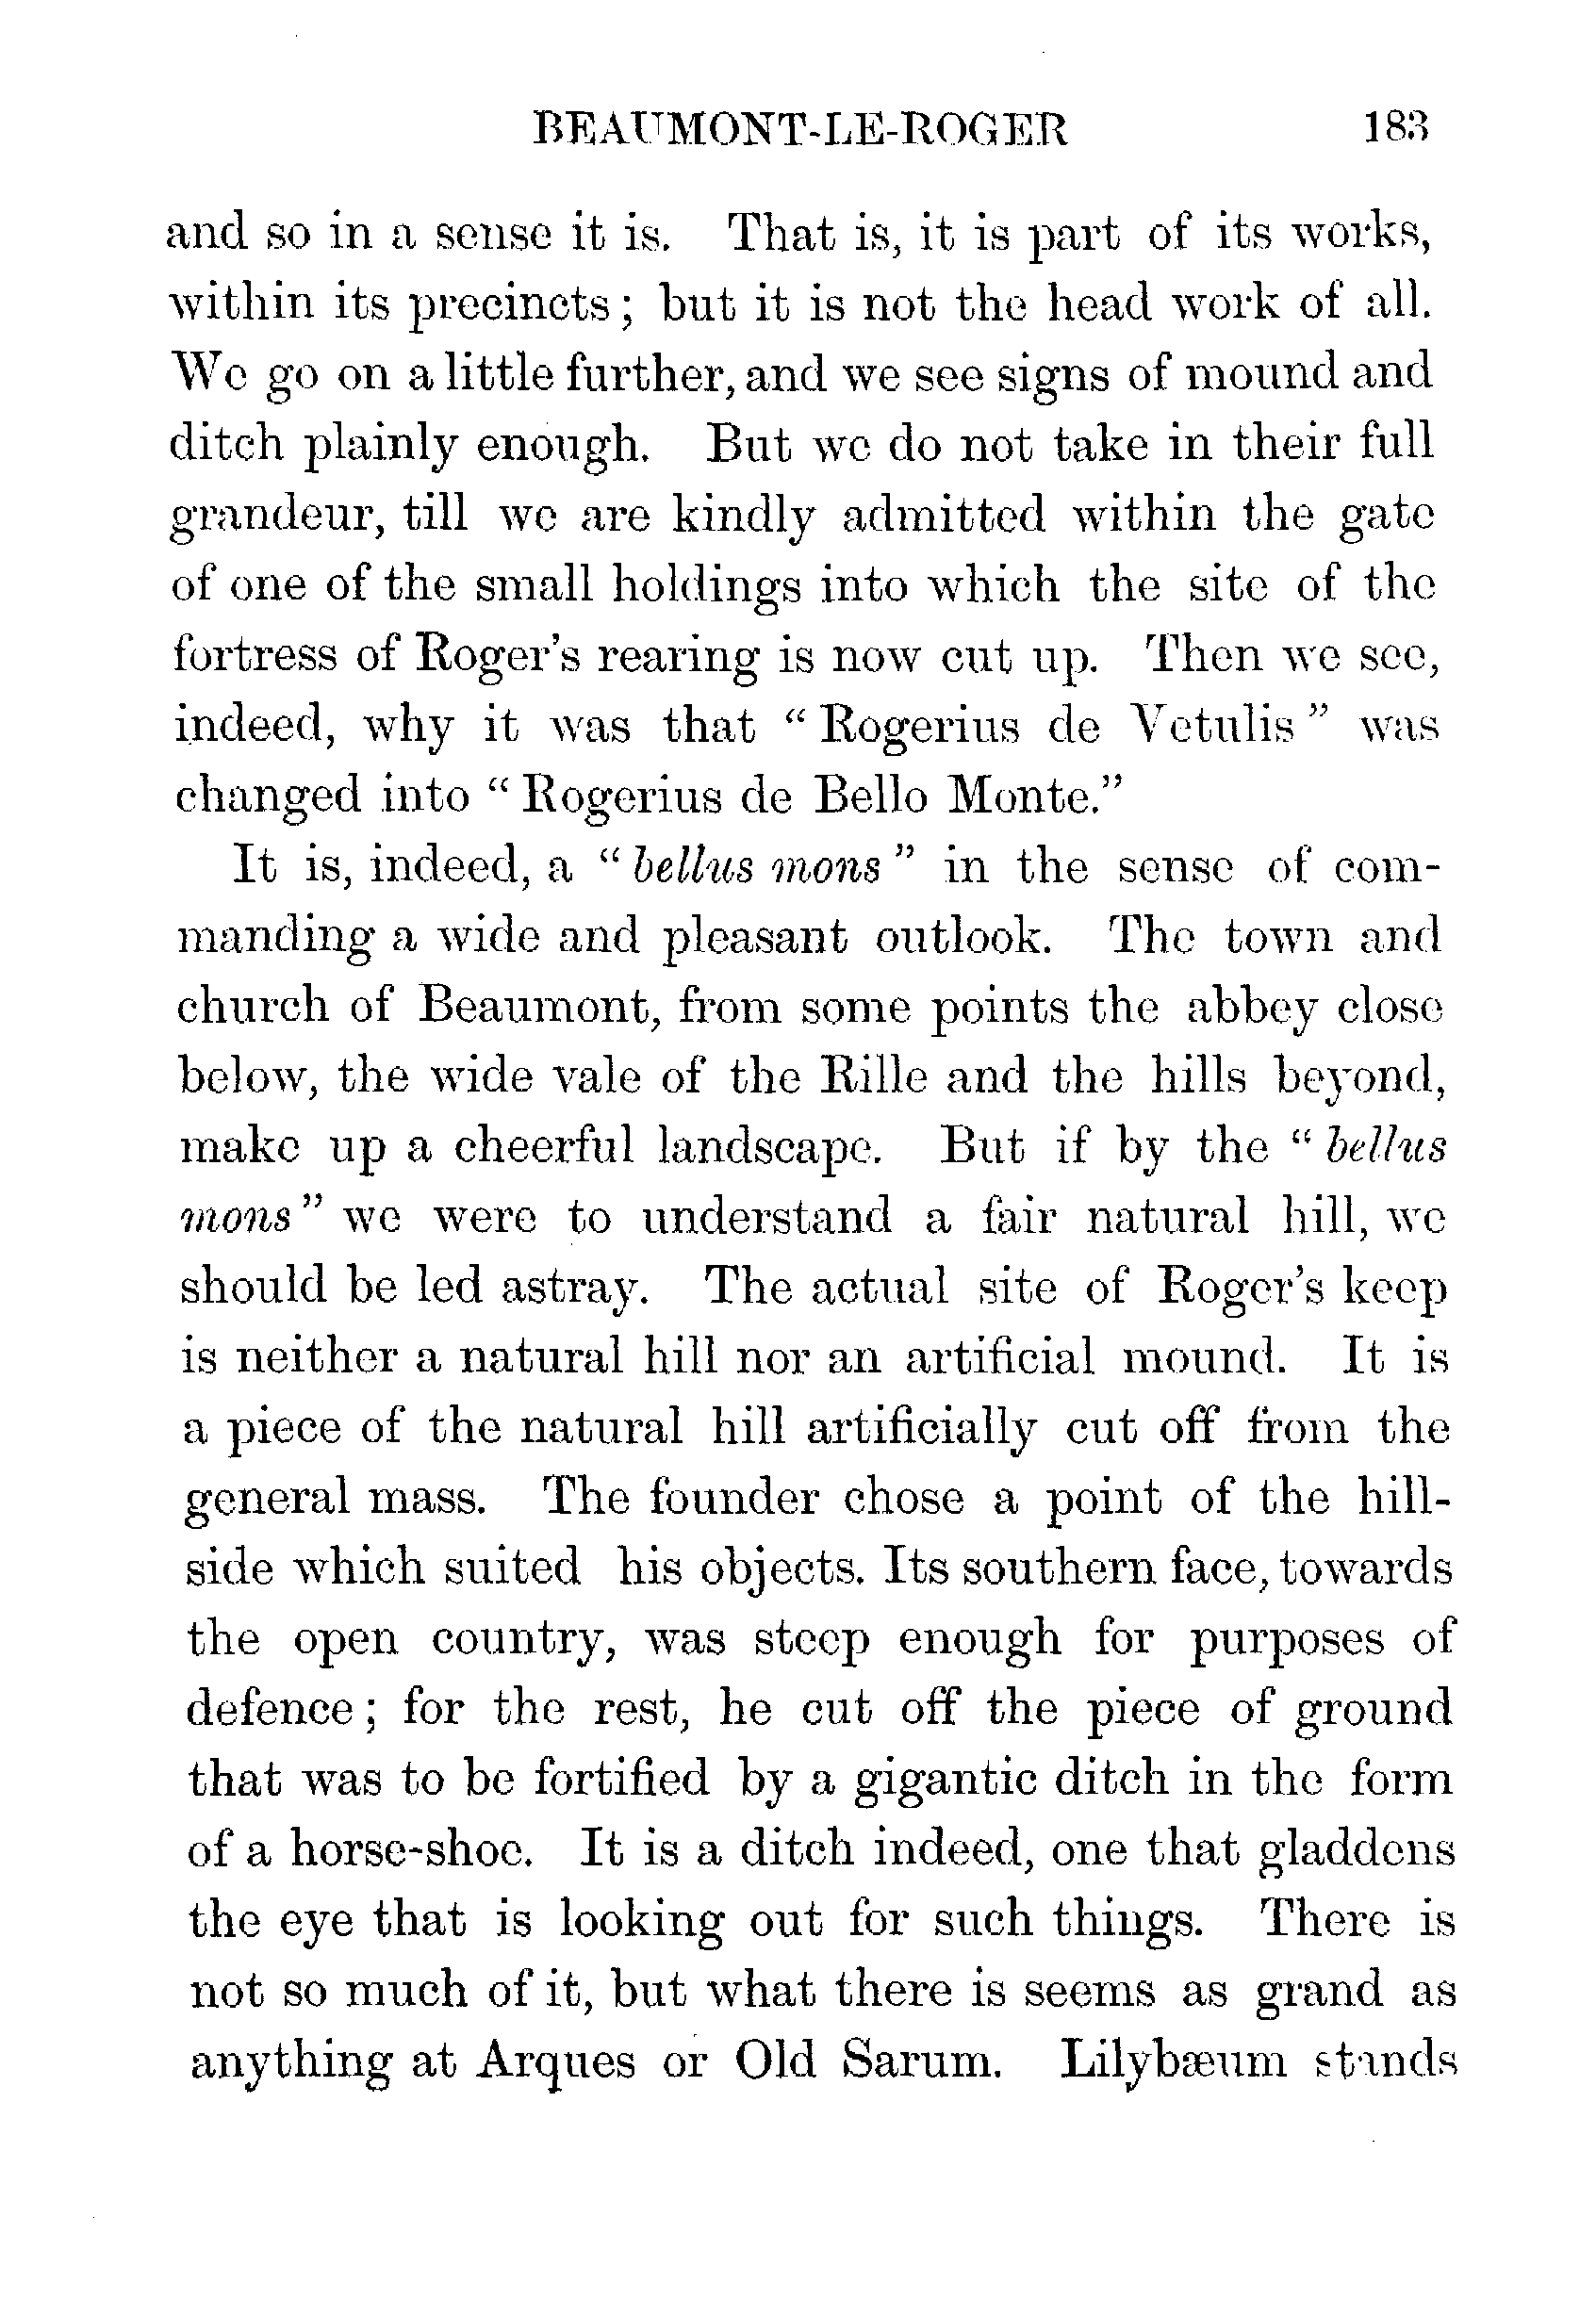 BEAUMONT-LE-ROGER 183
and so in a sense it is. That is, it is part of its works,
within its precincts; but it is not the head work of all.
We go on a little further, and we see signs of mound and
ditch plainly enough. But we do not take in their full
grandeur, till we are kindly admitted within the gate
of one of the small holdings into which the site of the
fortress of Roger's rearing is now cut up. Then we see,
indeed, why it was that “Rogerius de Vetulis” was
changed into “Rogerius de Bello Monte.”
It is, indeed, a “bellus mons” in the sense of com-
manding a wide and pleasant outlook. The town and
church of Beaumont, from some points the abbey close
below, the wide vale of the Rille and the hills beyond,
make up a cheerful landscape. But if by the “bellus
mons” we were to understand a fair natural hill, we
should be led astray. The actual site of Roger's keep
is neither a natural hill nor an artificial mound. It is
a piece of the natural hill artificially cut off from the
general mass. The founder chose a point of the hill-
side which suited his objects. Its southern face, towards
the open country, was steep enough for purposes of
defence; for the rest, he cut off the piece of ground
that was to be fortified by a gigantic ditch in the form
of a horse-shoe. It is a ditch indeed, one that gladdens
the eye that is looking out for such things. There is
not so much of it, but what there is seems as grand as
anything at Arques or Old Sarum. Lilybæum stands